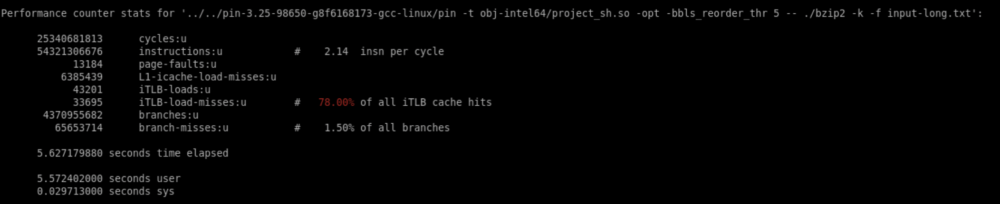 Performance counter stats for '../../pin-3.25-98650-g8f6168173-gcc-linux/pin -t obj-intel64/project_sh.so -opt -bbls_reorder_thr 5 -- ./bzip2 -k -f input-long.txt':
25340681813 cycles:u
54321306676 instructions:u # 2.14 insn per cycle
13184 page-faults:u
6385439 L1-icache-load-misses:u
43201 iTLB-loads:u
33695 iTLB-load-misses:u # 78.00% of all iTLB cache hits
4370955682 branches:u
65653714 branch-misses:u # 1.50% of all branches
5.627179880 seconds time elapsed
5.572402000 seconds user
0.029713000 seconds sys